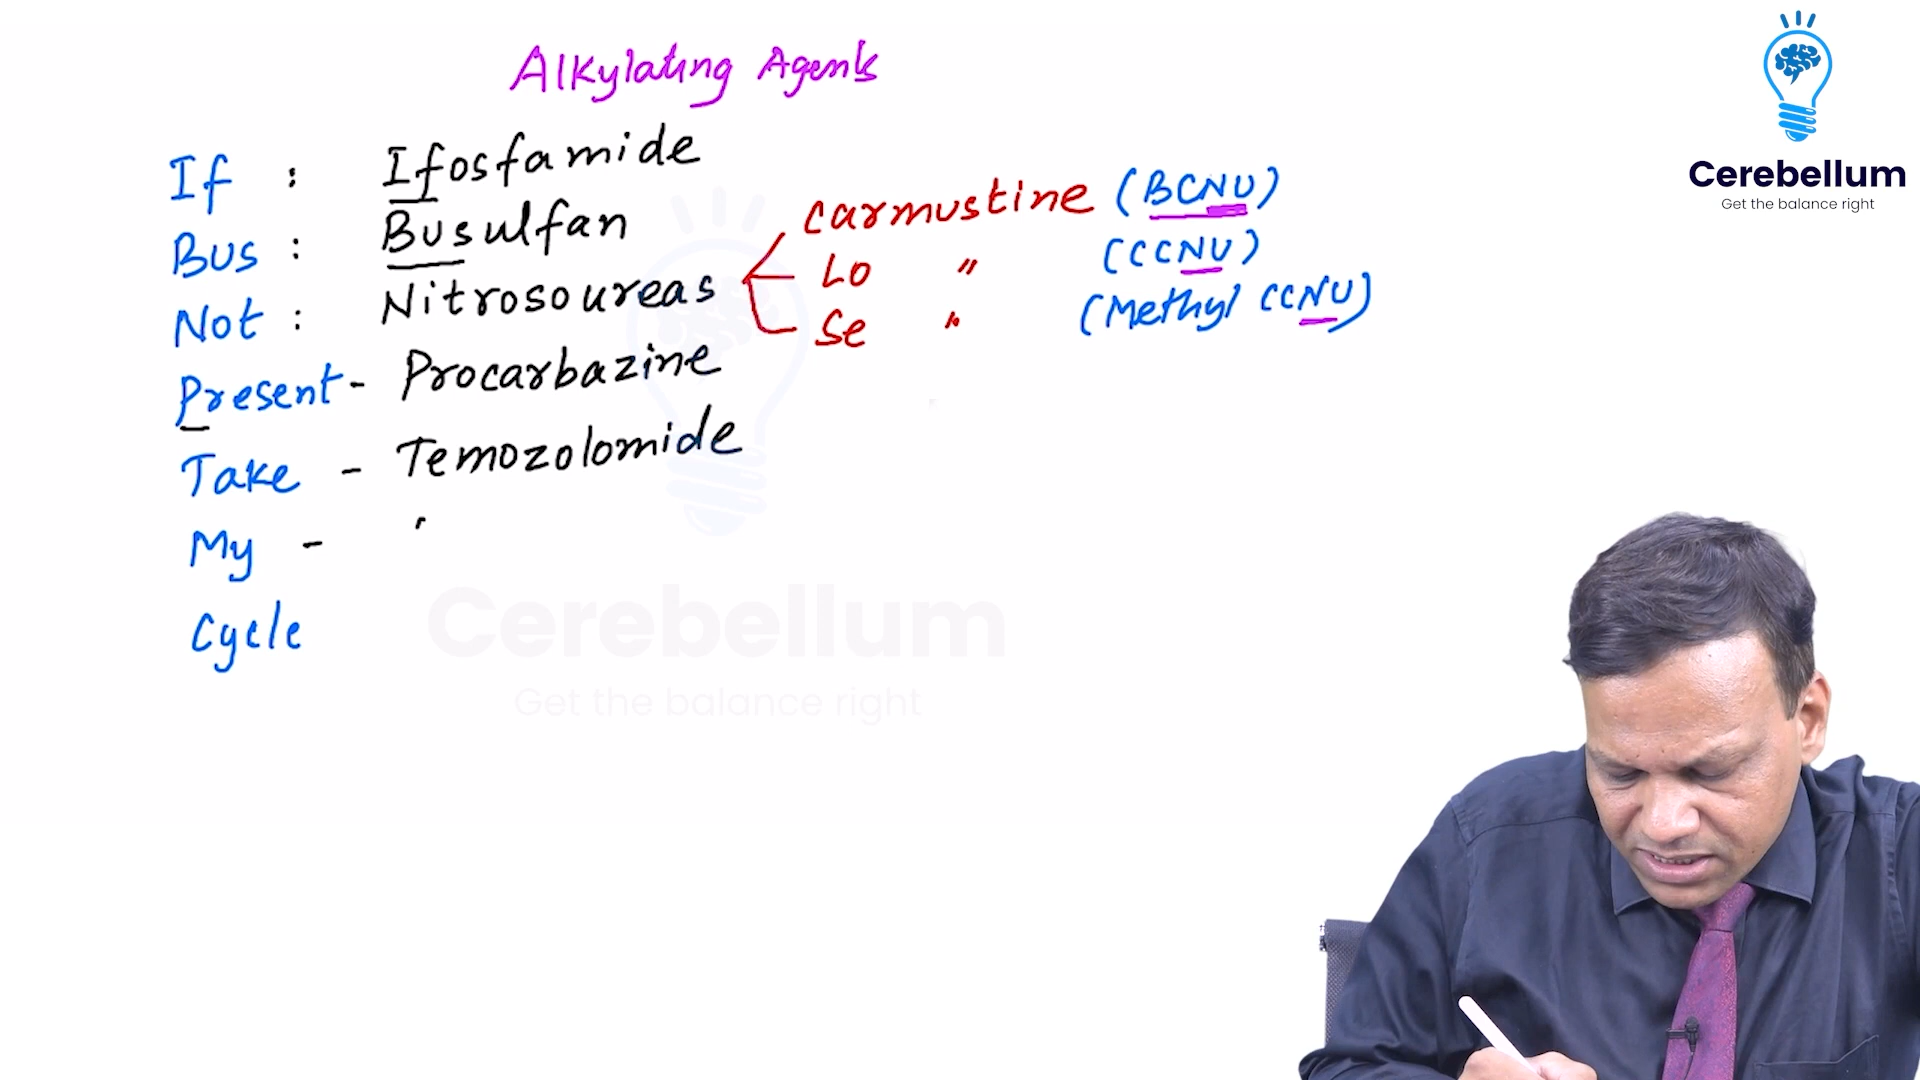 Alkylating Agents
If : Ifosfamide
Bus : Busulfan
Not : Nitrosoureas
Carmustine (BCNU)
Lo " (CCNU)
Se " (Methyl CCNU)
Present - Procarbazine
Take - Temozolomide
My -
Cycle
Cerebellum
Get the balance right
Cerebellum
Get the balance right